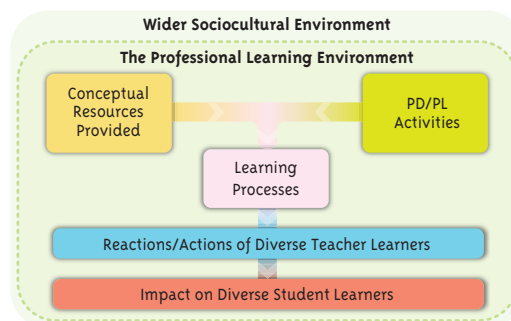 Wider Sociocultural Environment
The Professional Learning Environment
Conceptual
Resources
Provided
PD/PL
Activities
Learning
Processes
Reactions/Actions of Diverse Teacher Learners
Impact on Diverse Student Learners